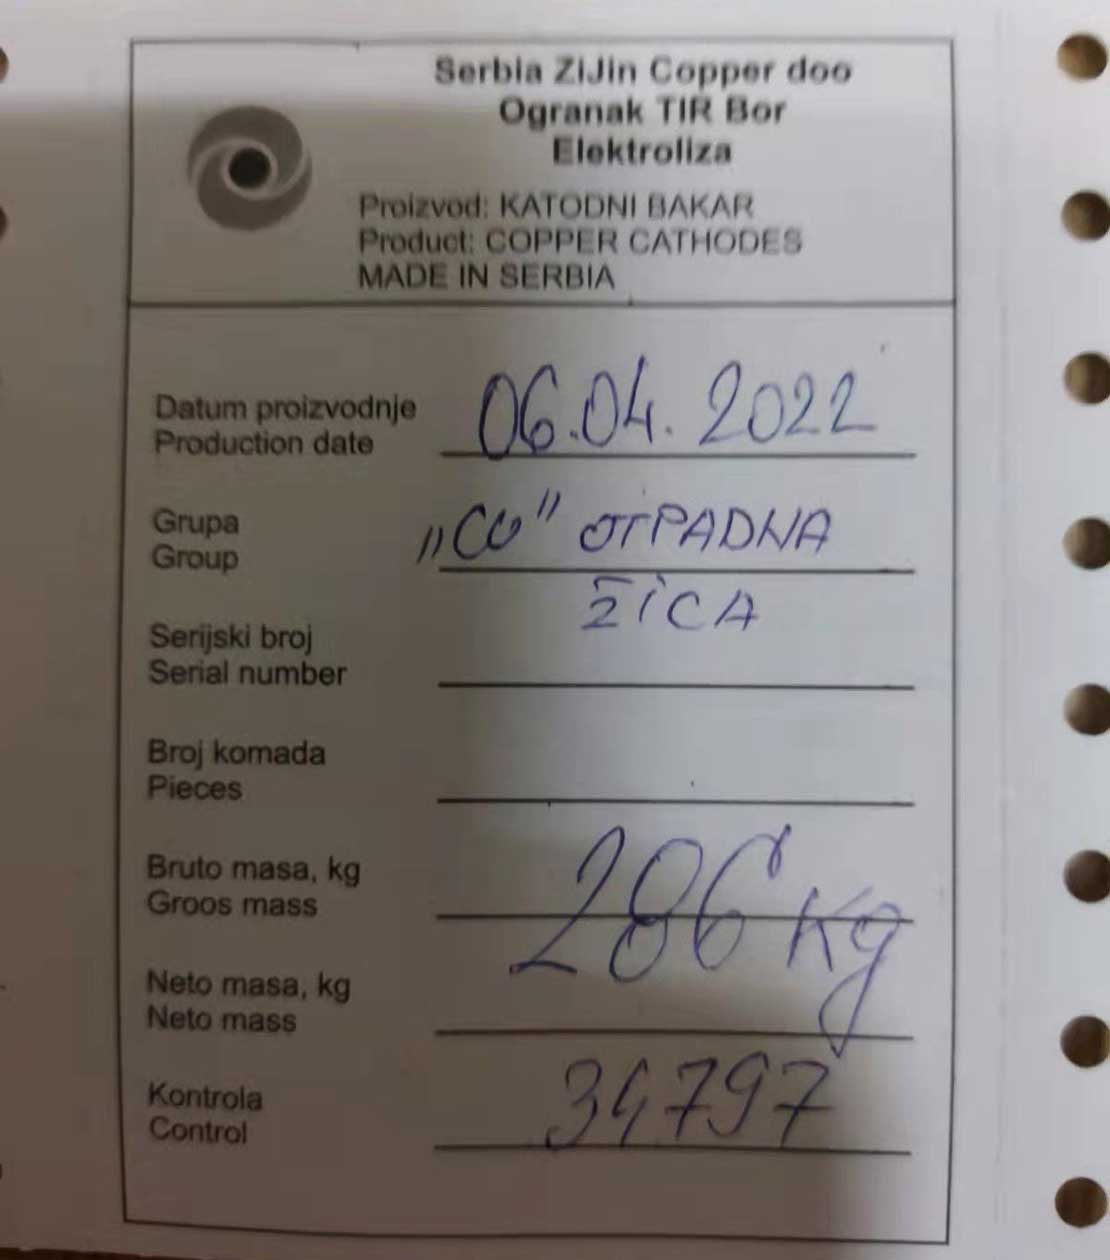 Serbia ZiJin Copper doo
Ogranak TIR Bor
Elektroliza
Proizvod: KATODNI BAKAR
Product: COPPER CATHODES
MADE IN SERBIA
Datum proizvodnje
Production date
06.04.2022
Grupa
Group
„CU" OTPADNA
ŽICA
Serijski broj
Serial number
Broj komada
Pieces
Bruto masa, kg
Groos mass
286 kg
Neto masa, kg
Neto mass
Kontrola
Control
34797